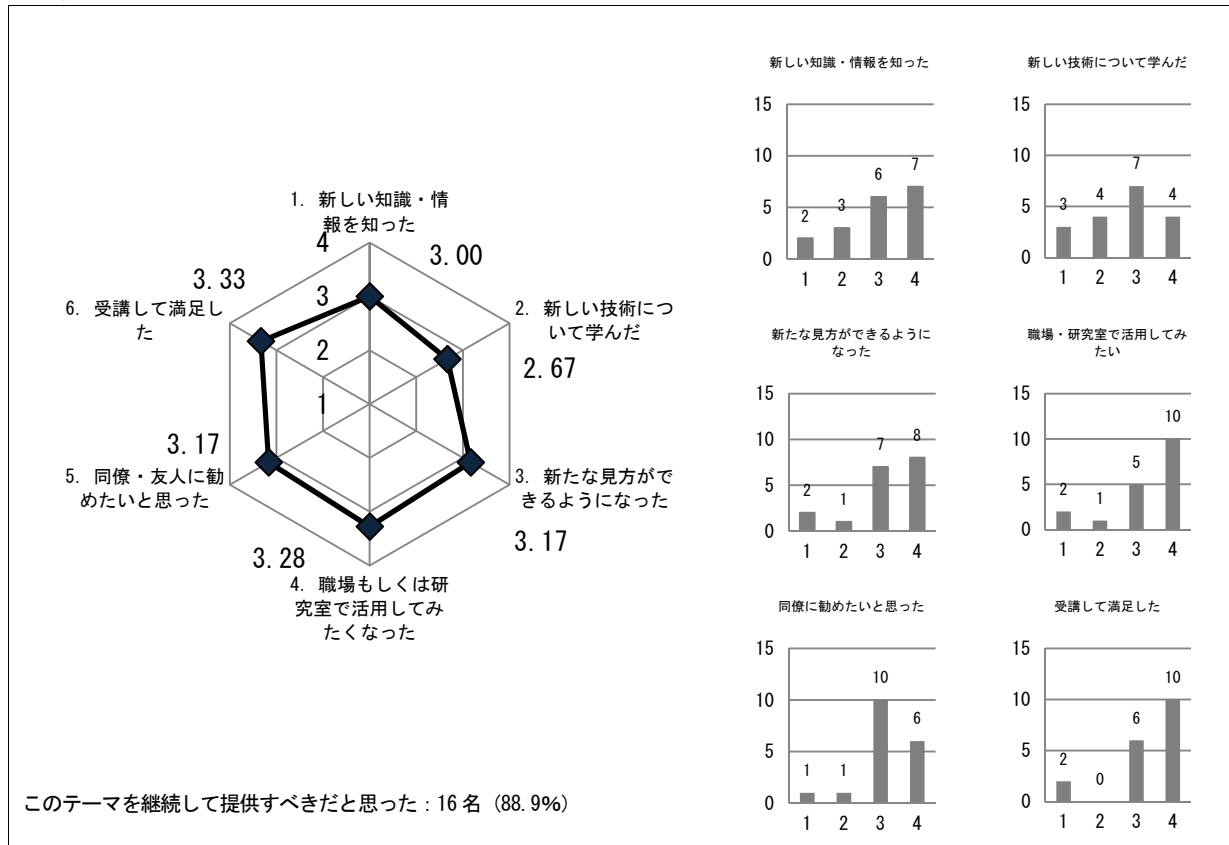 1. 新しい知識・情
報を知った
3.00
2. 新しい技術につ
いて学んだ
2.67
3. 新たな見方がで
きるようになった
3.17
4. 職場もしくは研
究室で活用してみ
たくなった
3.28
5. 同僚・友人に勧
めたいと思った
3.17
6. 受講して満足し
た
3.33
4
3
2
1
このテーマを継続して提供すべきだと思った：16名（88.9%）
新しい知識・情報を知った
15
10
5
0
2
3
6
7
1 2 3 4
新しい技術について学んだ
15
10
5
0
3
4
7
4
1 2 3 4
新たな見方ができるように
なった
15
10
5
0
2
1
7
8
1 2 3 4
職場・研究室で活用してみ
たい
15
10
5
0
2
1
5
10
1 2 3 4
同僚に勧めたいと思った
15
10
5
0
1
1
10
6
1 2 3 4
受講して満足した
15
10
5
0
2
0
6
10
1 2 3 4